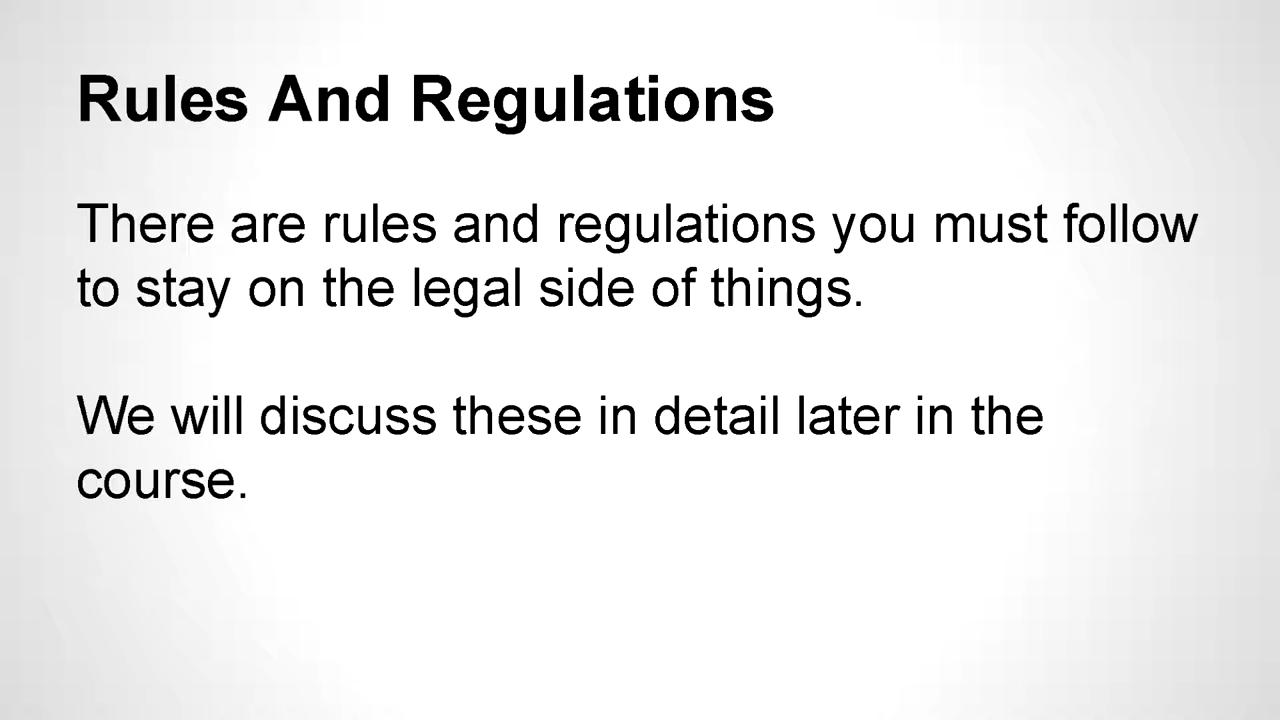 Rules And Regulations
There are rules and regulations you must follow
to stay on the legal side of things.
We will discuss these in detail later in the
course.